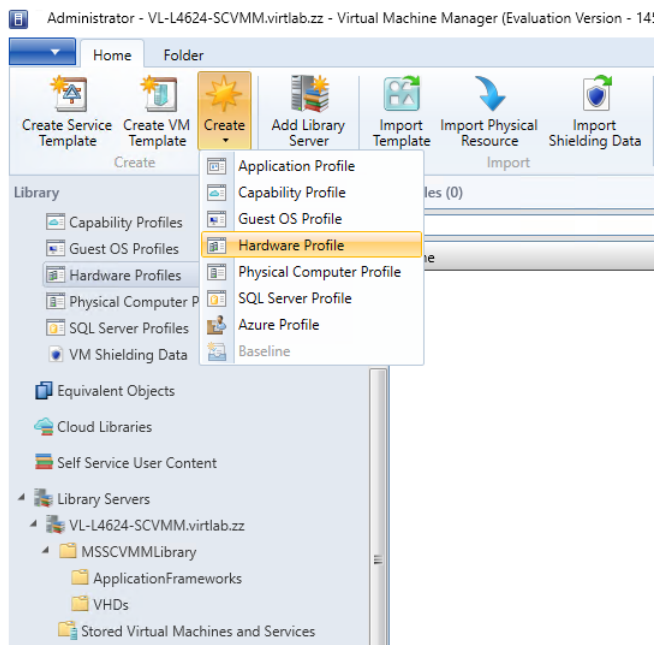 Administrator - VL-L4624-SCVMM.virtlab.zz - Virtual Machine Manager (Evaluation Version - 145
Home Folder
Create Service Template
Create VM Template
Create
Add Library Server
Import Template
Import Physical Resource
Import Shielding Data
Create
Import
Application Profile
Capability Profile
Guest OS Profile
Hardware Profile
Physical Computer Profile
SQL Server Profile
Azure Profile
Baseline
Library
les (0)
ne
Capability Profiles
Guest OS Profiles
Hardware Profiles
Physical Computer P
SQL Server Profiles
VM Shielding Data
Equivalent Objects
Cloud Libraries
Self Service User Content
Library Servers
VL-L4624-SCVMM.virtlab.zz
MSSCVMMLibrary
ApplicationFrameworks
VHDs
Stored Virtual Machines and Services